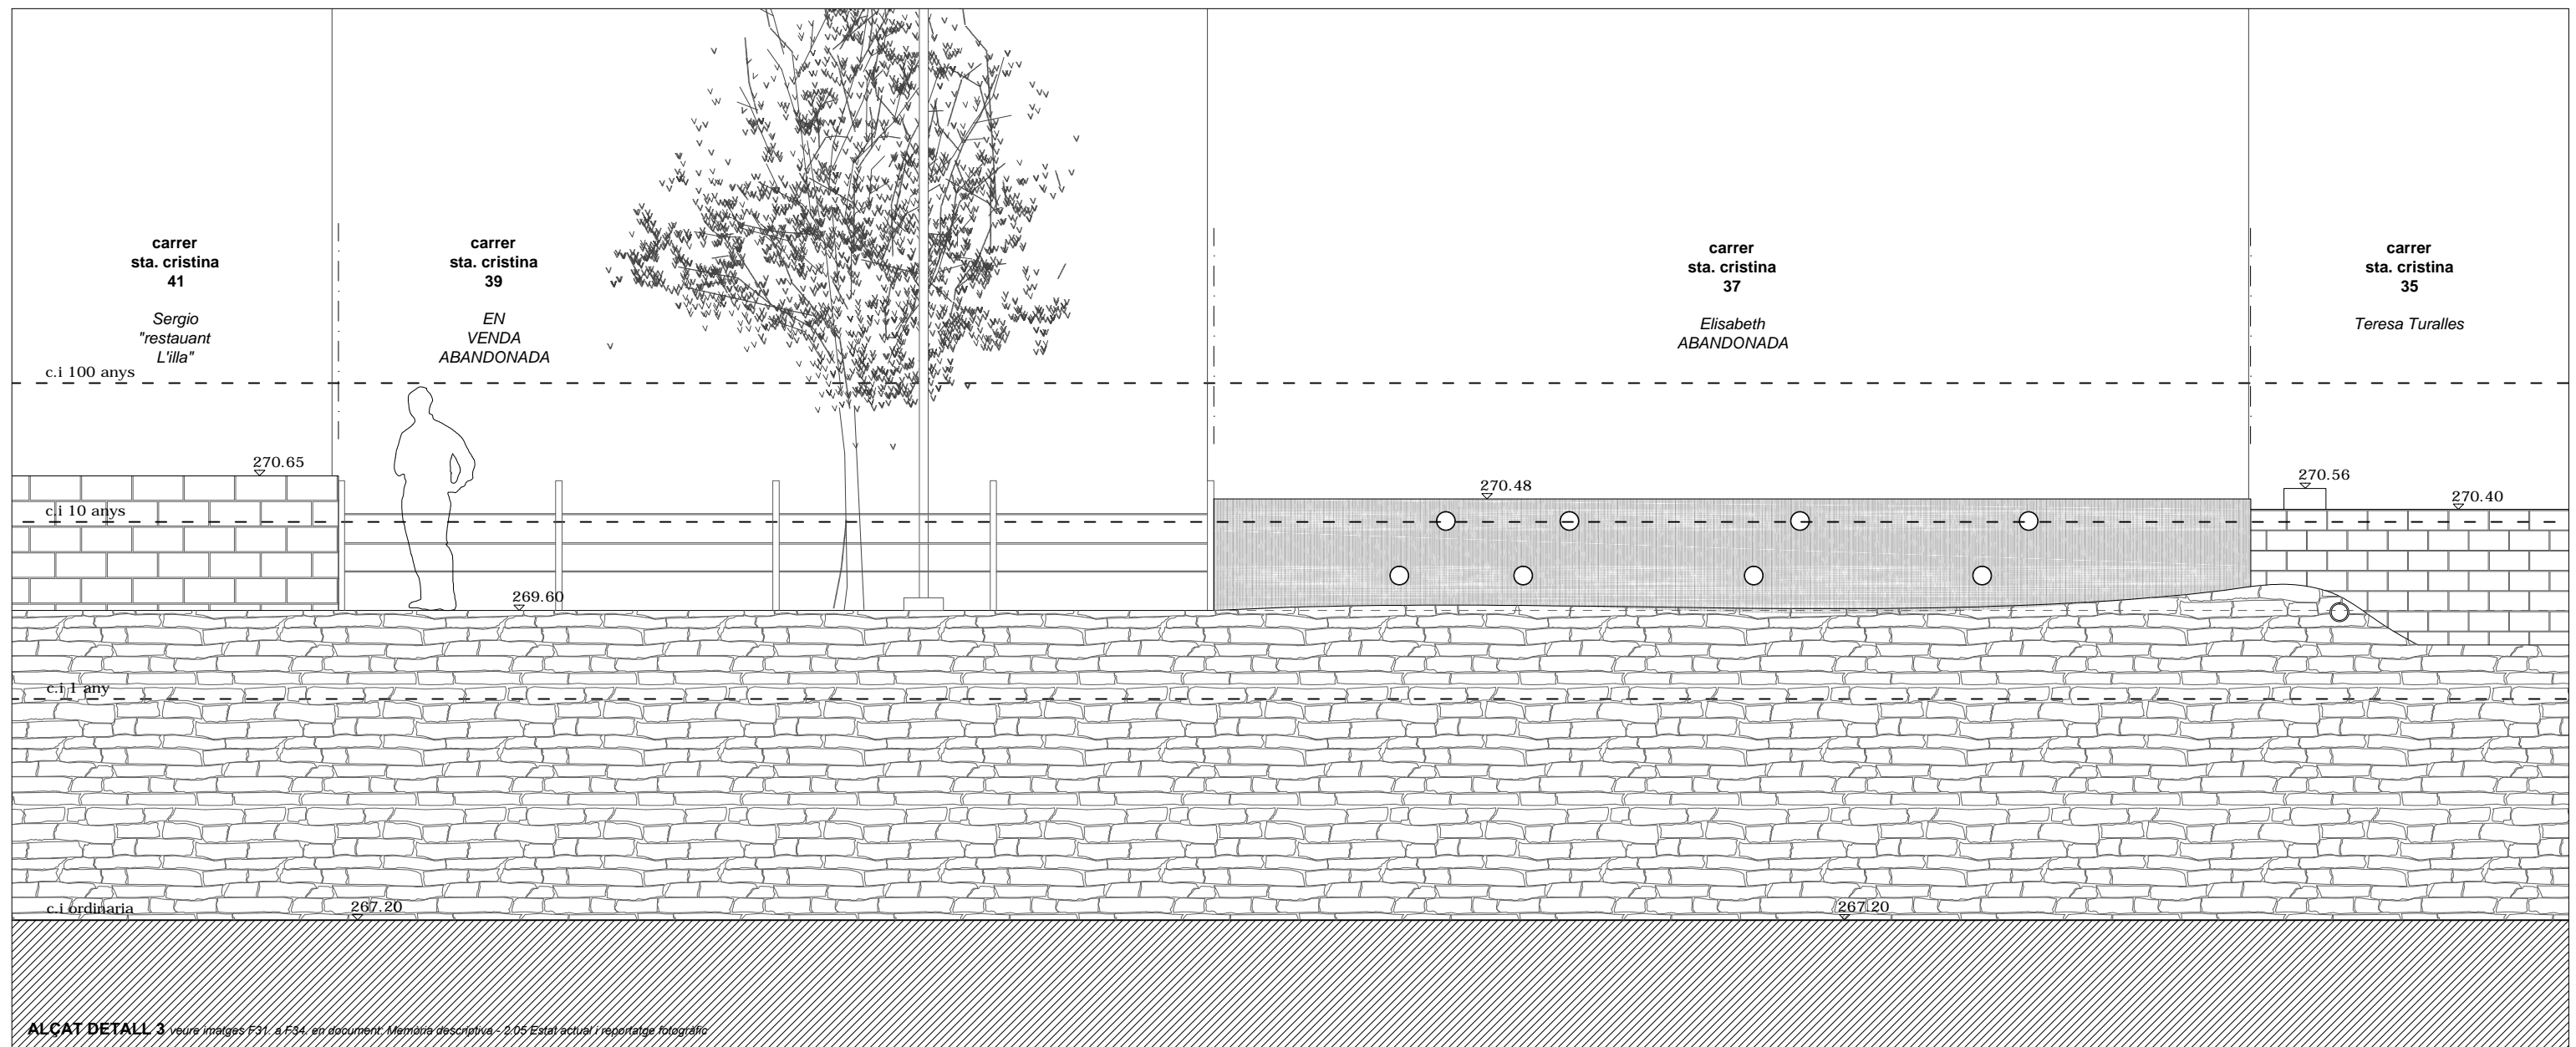 carrer
sta. cristina
41
Sergio
"restauant
L'illa"
carrer
sta. cristina
39
EN
VENDA
ABANDONADA
carrer
sta. cristina
37
Elisabeth
ABANDONADA
carrer
sta. cristina
35
Teresa Turalles
c.i 100 anys
270.65
270.48
270.56
270.40
c.i 10 anys
269.60
c.i 1 any
c.i ordinaria
267.20
267.20
ALÇAT DETALL 3 veure imatges F31. a F34. en document: Memòria descriptiva - 2.05 Estat actual i reportatge fotogràfic